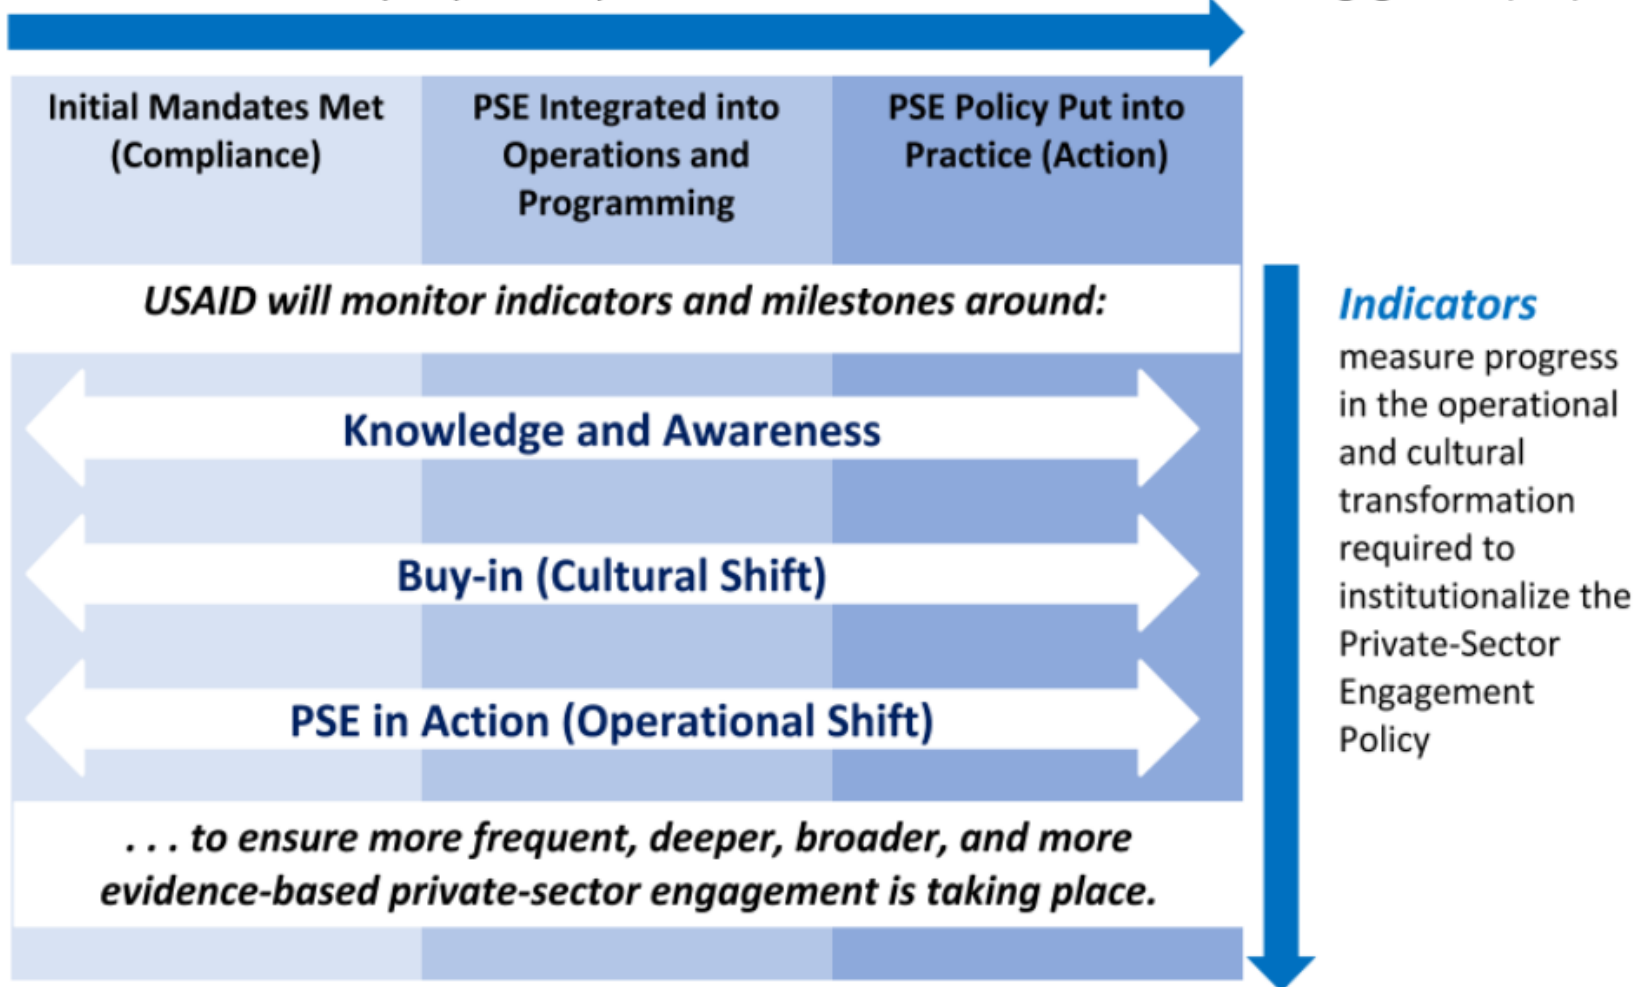 Initial Mandates Met
(Compliance)
PSE Integrated into
Operations and
Programming
PSE Policy Put into
Practice (Action)
USAID will monitor indicators and milestones around:
Knowledge and Awareness
Buy-in (Cultural Shift)
PSE in Action (Operational Shift)
. . . to ensure more frequent, deeper, broader, and more
evidence-based private-sector engagement is taking place.
Indicators
measure progress
in the operational
and cultural
transformation
required to
institutionalize the
Private-Sector
Engagement
Policy